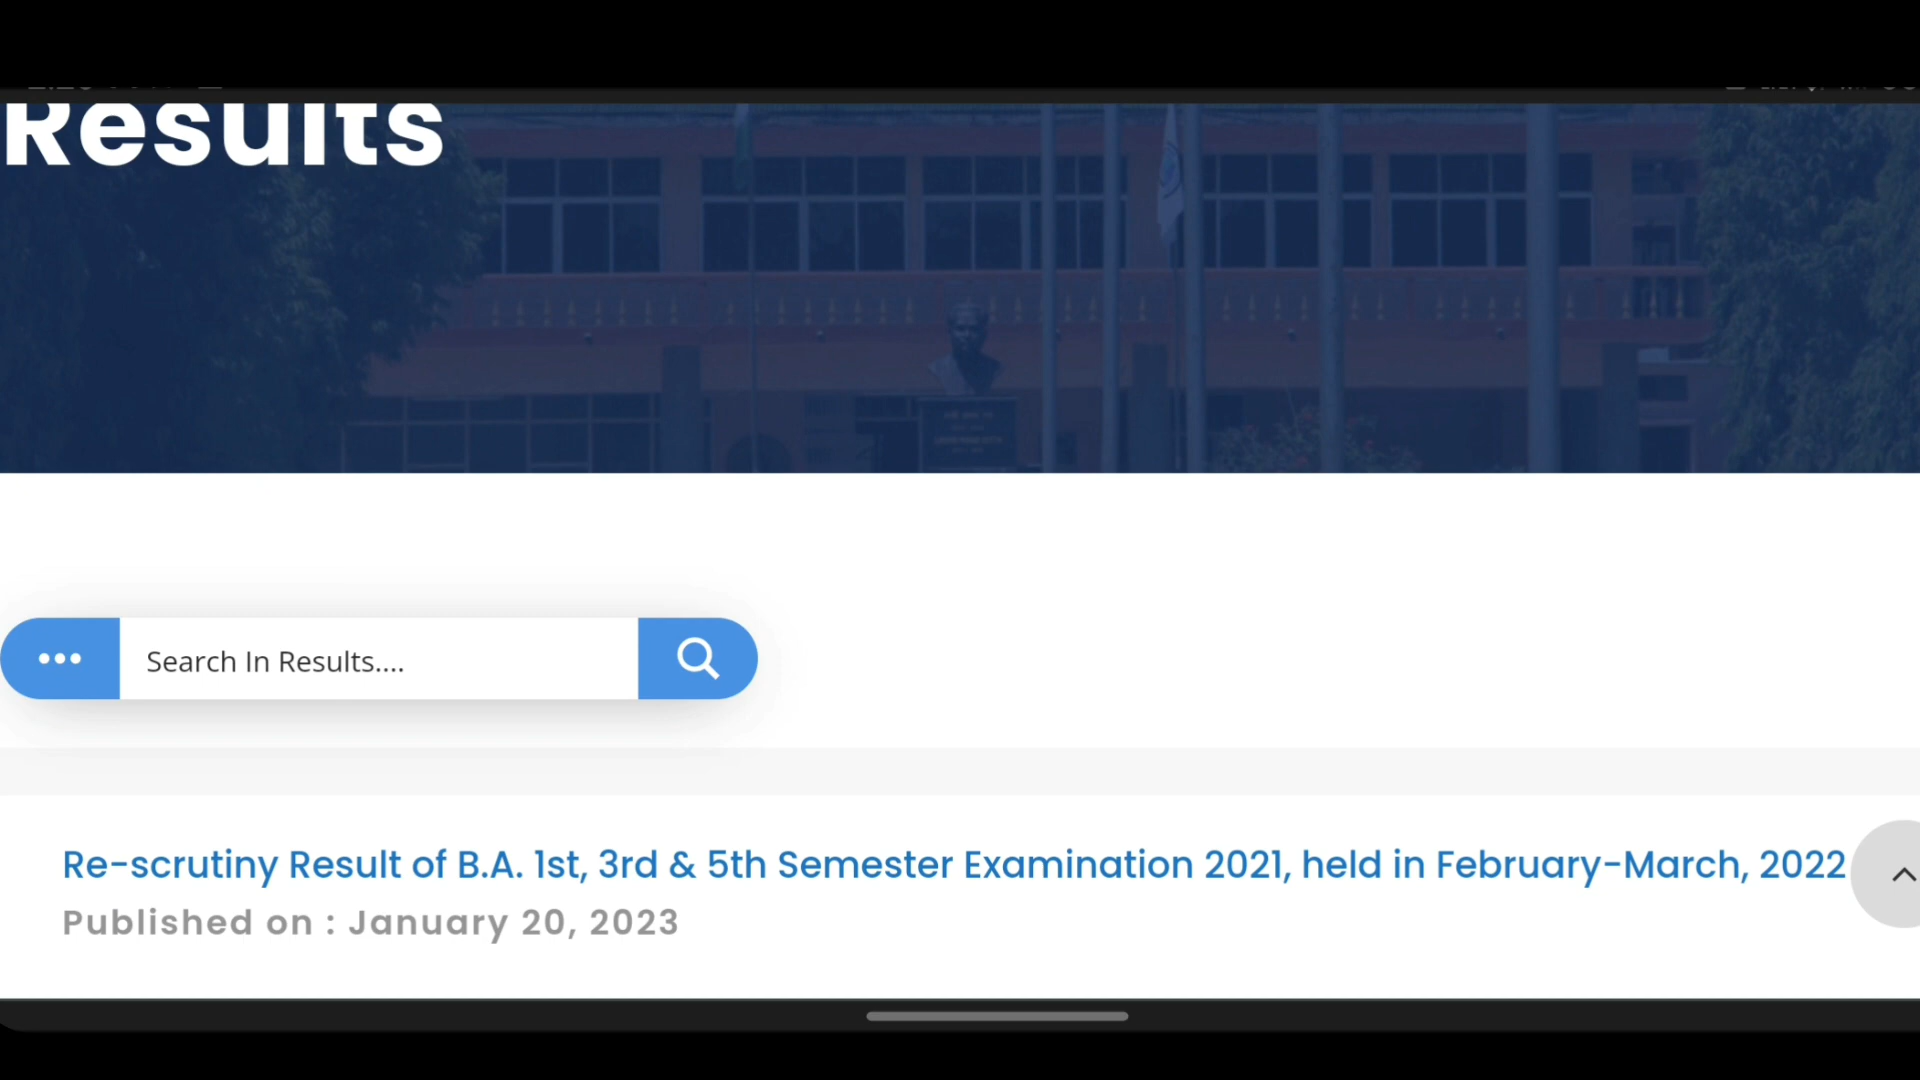 Results
Search In Results....
Re-scrutiny Result of B.A. 1st, 3rd & 5th Semester Examination 2021, held in February-March, 2022
Published on : January 20, 2023